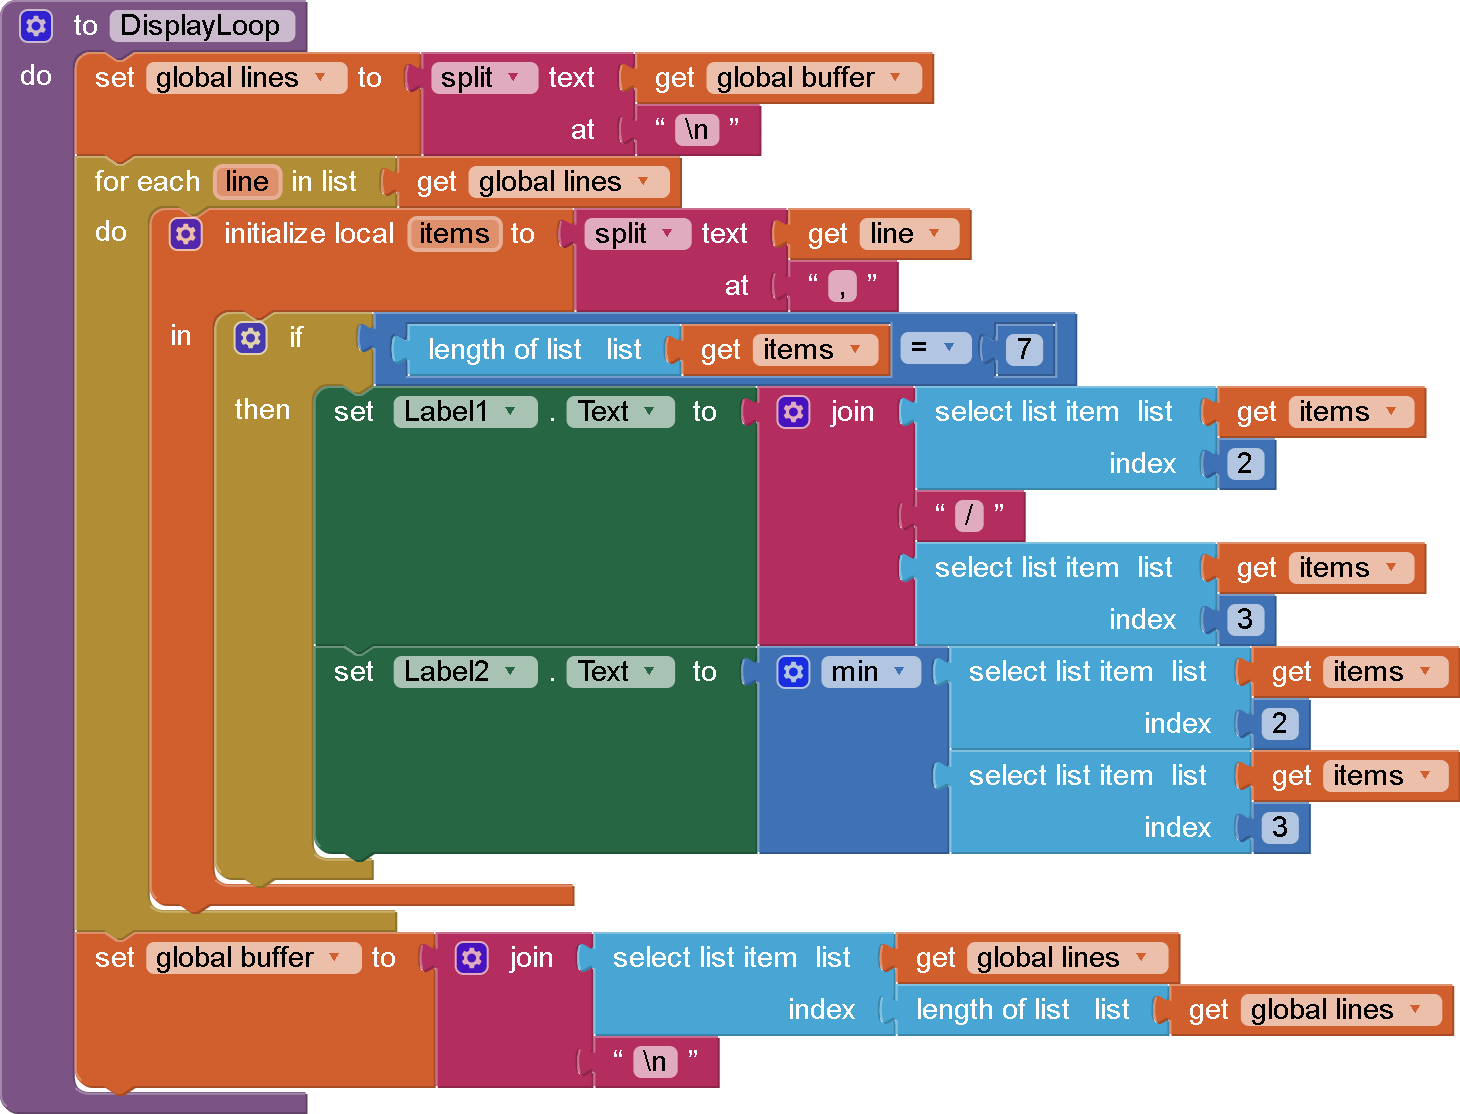 to DisplayLoop
do set global lines to split text get global buffer
at “ \n ”
for each line in list get global lines
do initialize local items to split text get line
at “ , ”
in if length of list list get items = 7
then set Label1 . Text to join select list item list get items
index 2
“ / ”
select list item list get items
index 3
set Label2 . Text to min select list item list get items
index 2
select list item list get items
index 3
set global buffer to join select list item list get global lines
index length of list list get global lines
“ \n ”